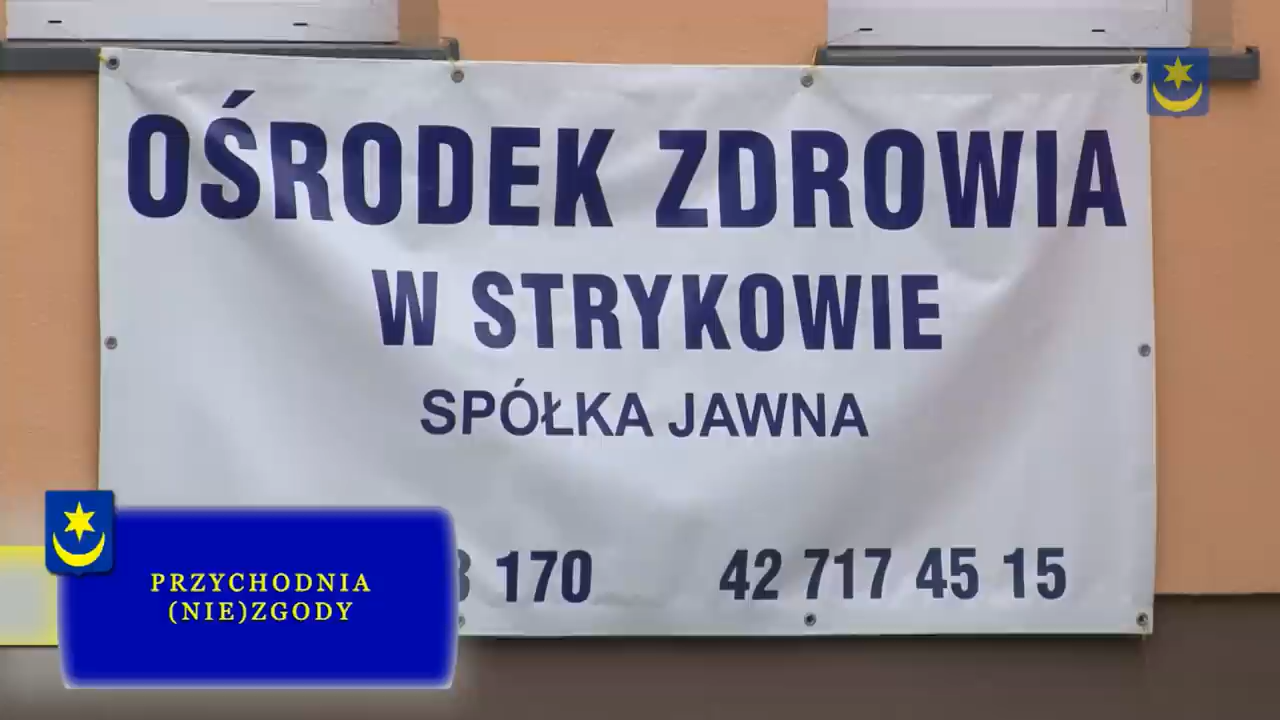 OŚRODEK ZDROWIA
W STRYKOWIE
SPÓŁKA JAWNA
170 42 717 45 15
PRZYCHODNIA
(NIE)ZGODY